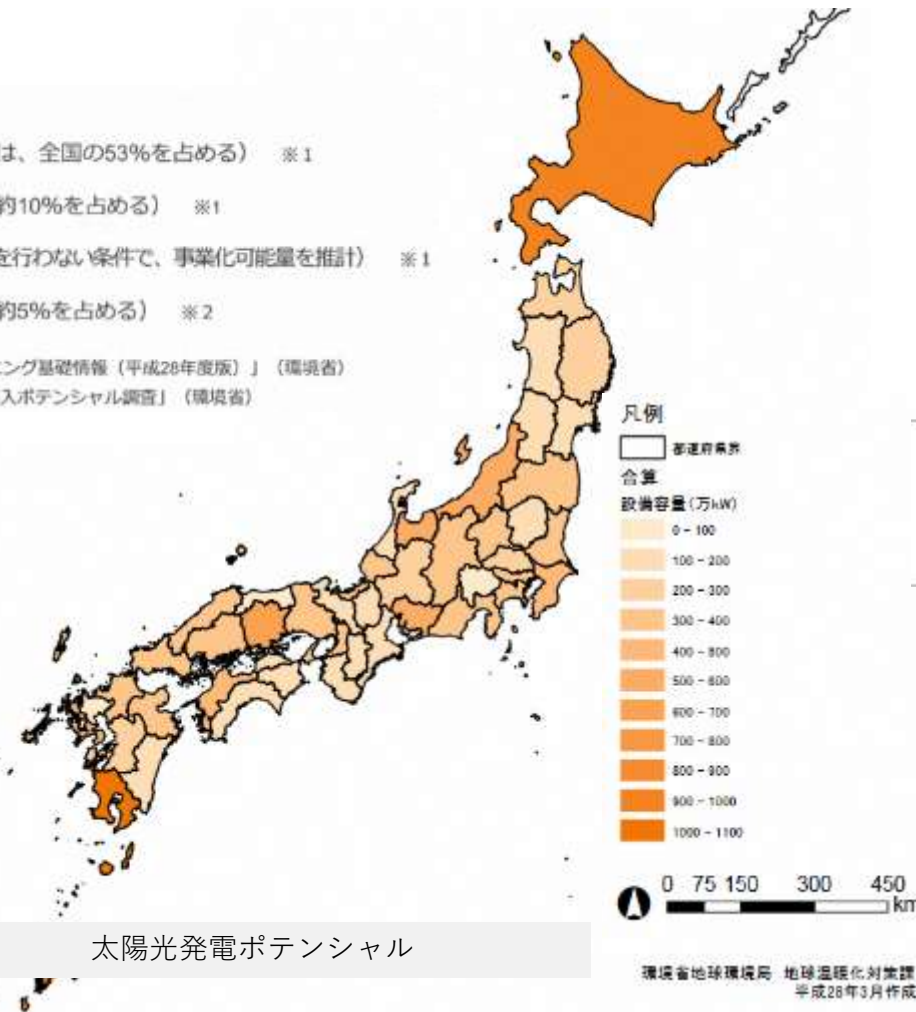 は、全国の53%を占める） ※1
約10%を占める） ※1
を行わない条件で、事業化可能量を推計） ※1
約5%を占める） ※2
ニング基礎情報（平成28年度版）」（環境省）
入ポテンシャル調査」（環境省）
凡例
都道府県界
合算
設備容量(万kW)
0 - 100
100 - 200
200 - 300
300 - 400
400 - 500
500 - 600
600 - 700
700 - 800
800 - 900
900 - 1000
1000 - 1100
0 75 150 300 450
km
太陽光発電ポテンシャル
環境省地球環境局 地球温暖化対策課
平成28年3月作成